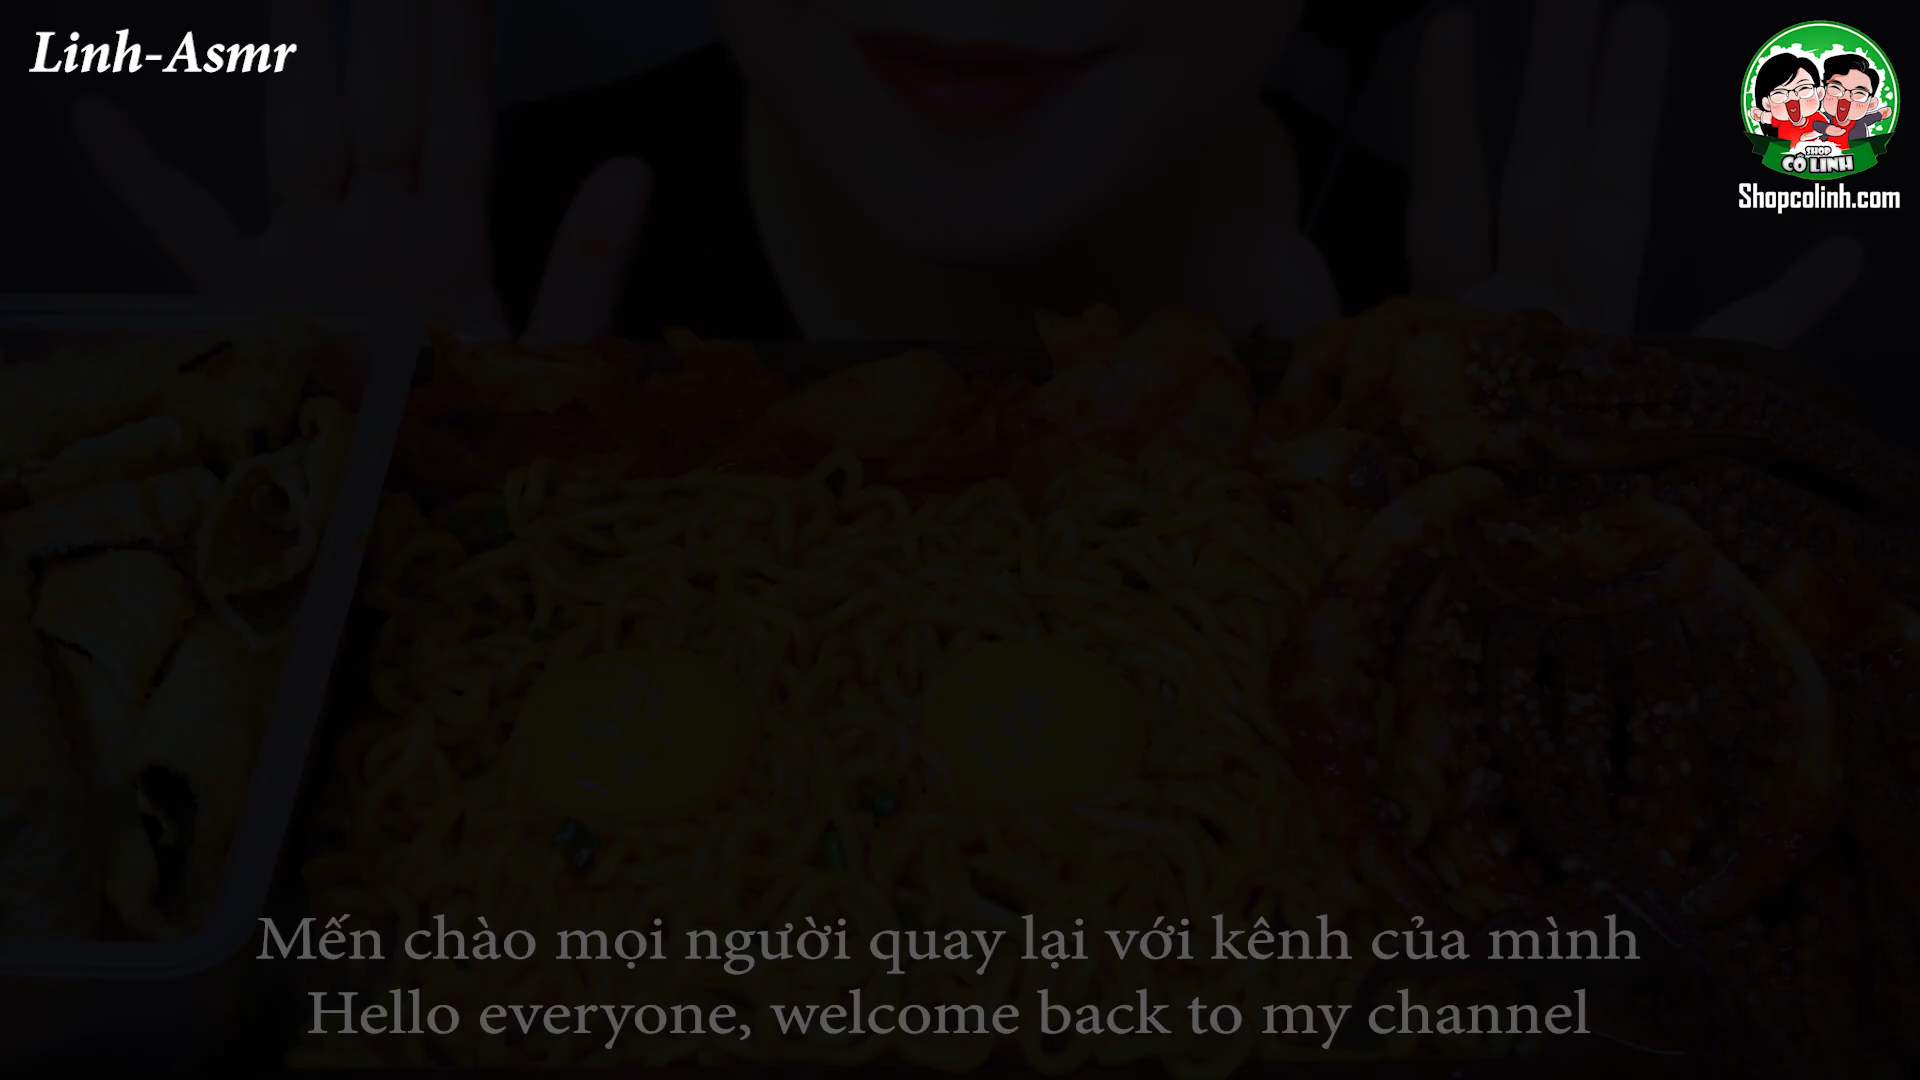 Linh-Asmr
SHOP
CÔ LINH
Shopcolinh.com
Mến chào mọi người quay lại với kênh của mình
Hello everyone, welcome back to my channel